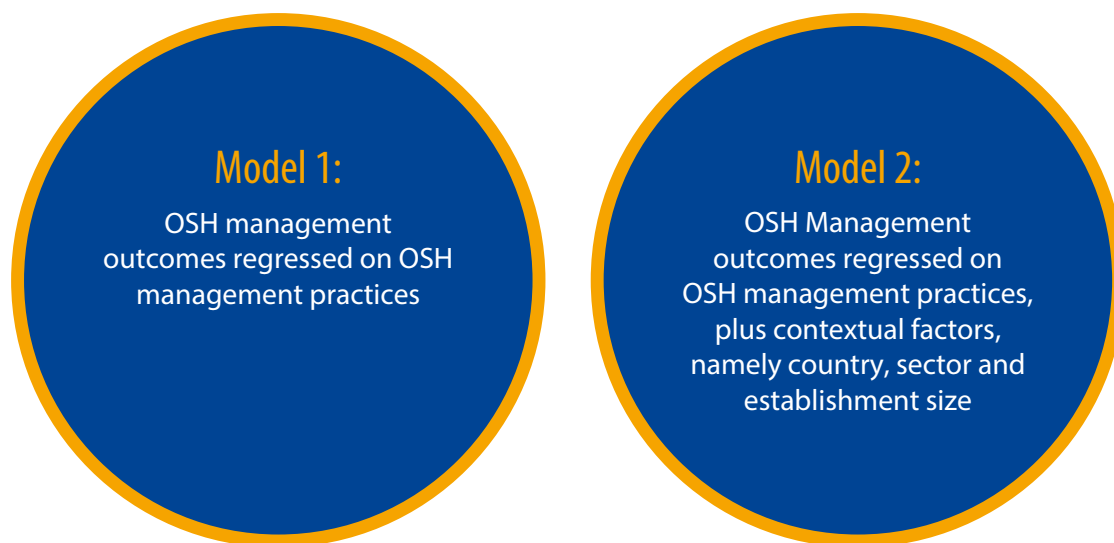 Model 1:
OSH management
outcomes regressed on OSH
management practices
Model 2:
OSH Management
outcomes regressed on
OSH management practices,
plus contextual factors,
namely country, sector and
establishment size